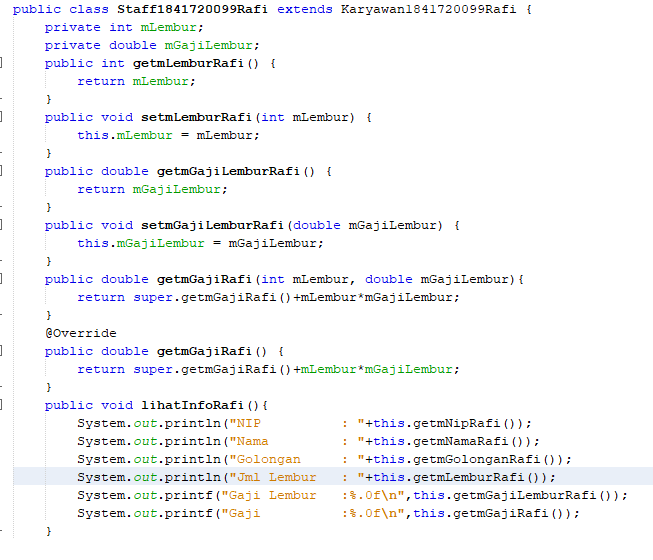 public class Staff1841720099Rafi extends Karyawan1841720099Rafi {
    private int mLembur;
    private double mGajiLembur;
    public int getmLemburRafi() {
        return mLembur;
    }
    public void setmLemburRafi(int mLembur) {
        this.mLembur = mLembur;
    }
    public double getmGajiLemburRafi() {
        return mGajiLembur;
    }
    public void setmGajiLemburRafi(double mGajiLembur) {
        this.mGajiLembur = mGajiLembur;
    }
    public double getmGajiRafi(int mLembur, double mGajiLembur){
        return super.getmGajiRafi()+mLembur*mGajiLembur;
    }
    @Override
    public double getmGajiRafi() {
        return super.getmGajiRafi()+mLembur*mGajiLembur;
    }
    public void lihatInfoRafi(){
        System.out.println("NIP          : "+this.getmNipRafi());
        System.out.println("Nama         : "+this.getmNamaRafi());
        System.out.println("Golongan     : "+this.getmGolonganRafi());
        System.out.println("Jml Lembur   : "+this.getmLemburRafi());
        System.out.printf("Gaji Lembur   :%.0f\n",this.getmGajiLemburRafi());
        System.out.printf("Gaji          :%.0f\n",this.getmGajiRafi());
    }